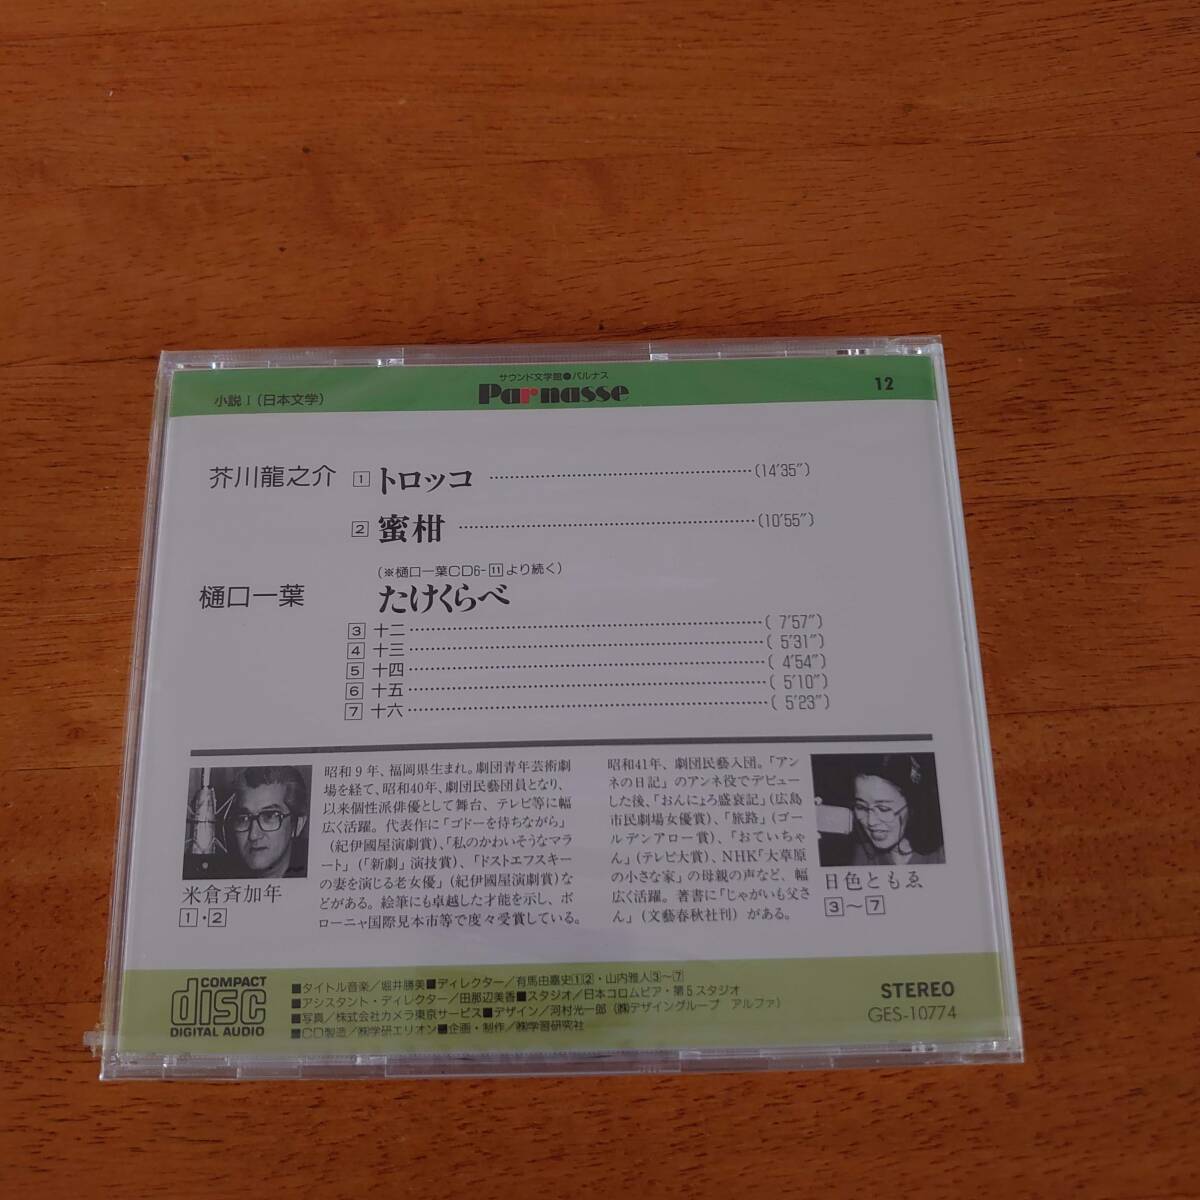 サウンド文学館●パルナス
小説Ⅰ(日本文学)
Parnasse
12
芥川龍之介 1 トロッコ ………(14'35")
2 蜜柑 ………(10'55")
(※樋口一葉CD6-11より続く)
樋口一葉 たけくらべ
3 十二 ………( 7'57")
4 十三 ………( 5'31")
5 十四 ………( 4'54")
6 十五 ………( 5'10")
7 十六 ………( 5'23")
昭和9年、福岡県生まれ。劇団青年芸術劇
場を経て、昭和40年、劇団民藝団員となり、
以来個性派俳優として舞台、テレビ等に幅
広く活躍。代表作に「ゴドーを待ちながら」
(紀伊國屋演劇賞)、「私のかわいそうなマラ
ート」(「新劇」演技賞)、「ドストエフスキー
の妻を演じる老女優」(紀伊國屋演劇賞)な
どがある。絵筆にも卓越した才能を示し、ボ
ローニャ国際見本市等で度々受賞している。
米倉斉加年
1・2
昭和41年、劇団民藝入団。「アン
ネの日記」のアンネ役でデビュー
した後、「おんにょろ盛衰記」(広島
市民劇場女優賞)、「旅路」(ゴー
ルデンアロー賞)、「おていちゃ
ん」(テレビ大賞)、NHK「大草原
の小さな家」の母親の声など、幅
広く活躍。著書に「じゃがいも父さ
ん」(文藝春秋社刊)がある。
日色ともゑ
3〜7
COMPACT
disc
DIGITAL AUDIO
■タイトル音楽/堀井勝美■ディレクター/有馬由嘉史1 2・山内雅人3〜7
■アシスタント・ディレクター/田那辺美香■スタジオ/日本コロムビア・第5スタジオ
■写真/株式会社カメラ東京サービス■デザイン/河村光一郎(㈱デザイングループ アルファ)
■CD製造/㈱学研エリオン■企画・制作/㈱学習研究社
STEREO
GES-10774